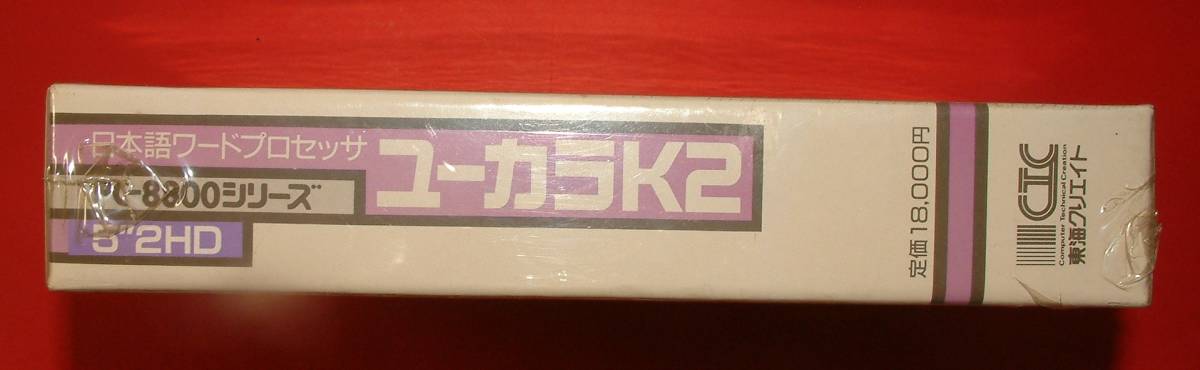 日本語ワードプロセッサ
ユーカラK2
PC-8800シリーズ
5"2HD
定価18,000円
CTC
Computer Technical Creation
東海クリエイト